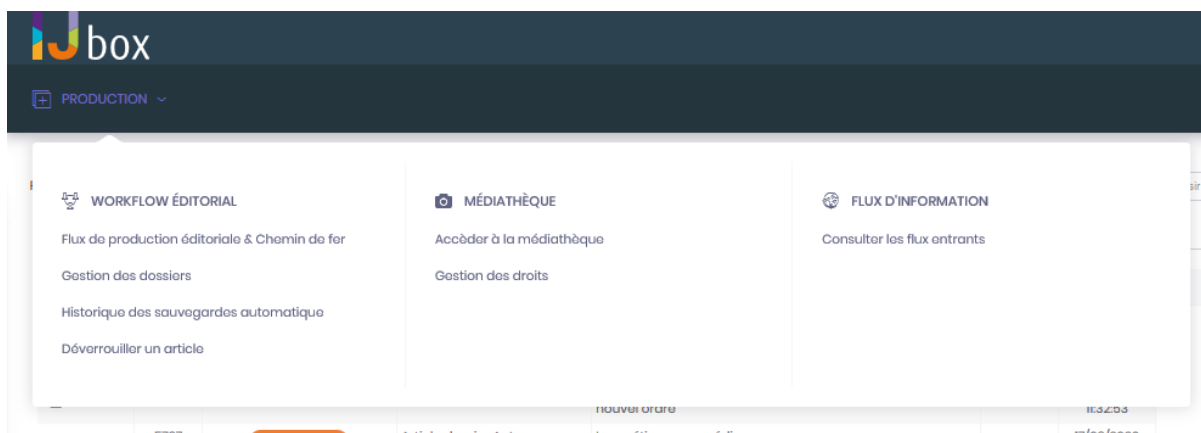 IJ box
PRODUCTION
WORKFLOW ÉDITORIAL
Flux de production éditoriale & Chemin de fer
Gestion des dossiers
Historique des sauvegardes automatique
Déverrouiller un article
MÉDIATHÈQUE
Accèder à la médiathèque
Gestion des droits
FLUX D'INFORMATION
Consulter les flux entrants
nouvel ordre
11:32:53